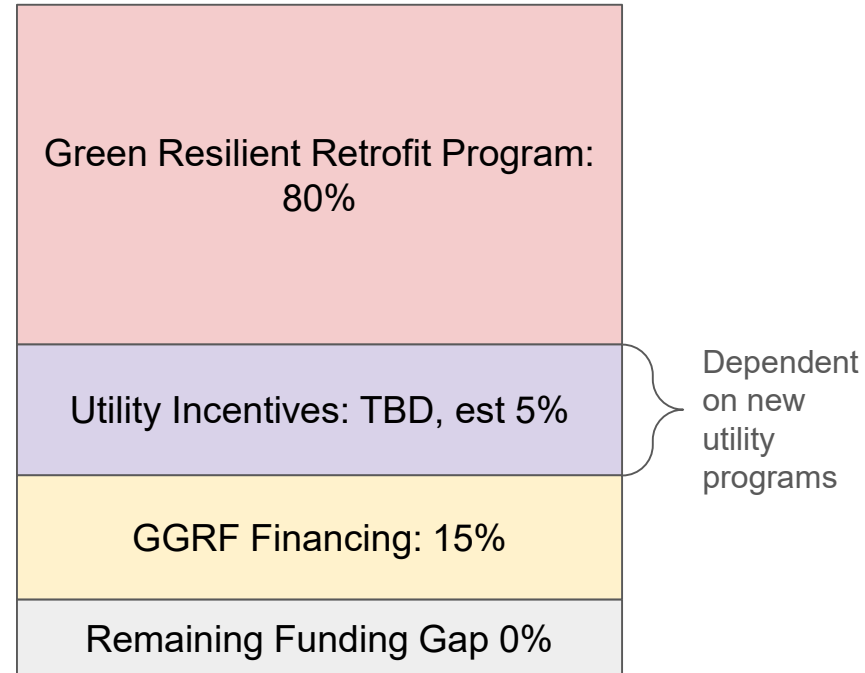 Green Resilient Retrofit Program:
80%
Utility Incentives: TBD, est 5%
Dependent
on new
utility
programs
GGRF Financing: 15%
Remaining Funding Gap 0%